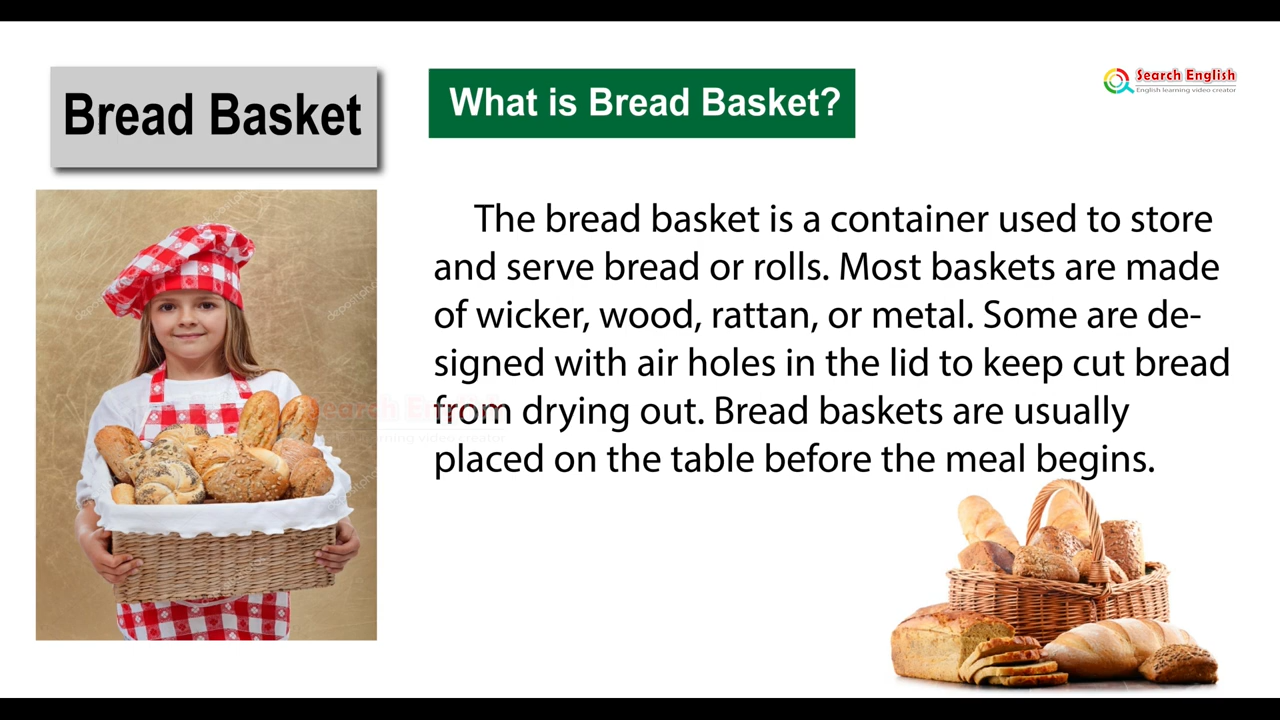 Bread Basket
What is Bread Basket?
Search English
English learning video creator
The bread basket is a container used to store
and serve bread or rolls. Most baskets are made
of wicker, wood, rattan, or metal. Some are de-
signed with air holes in the lid to keep cut bread
from drying out. Bread baskets are usually
placed on the table before the meal begins.
Search English